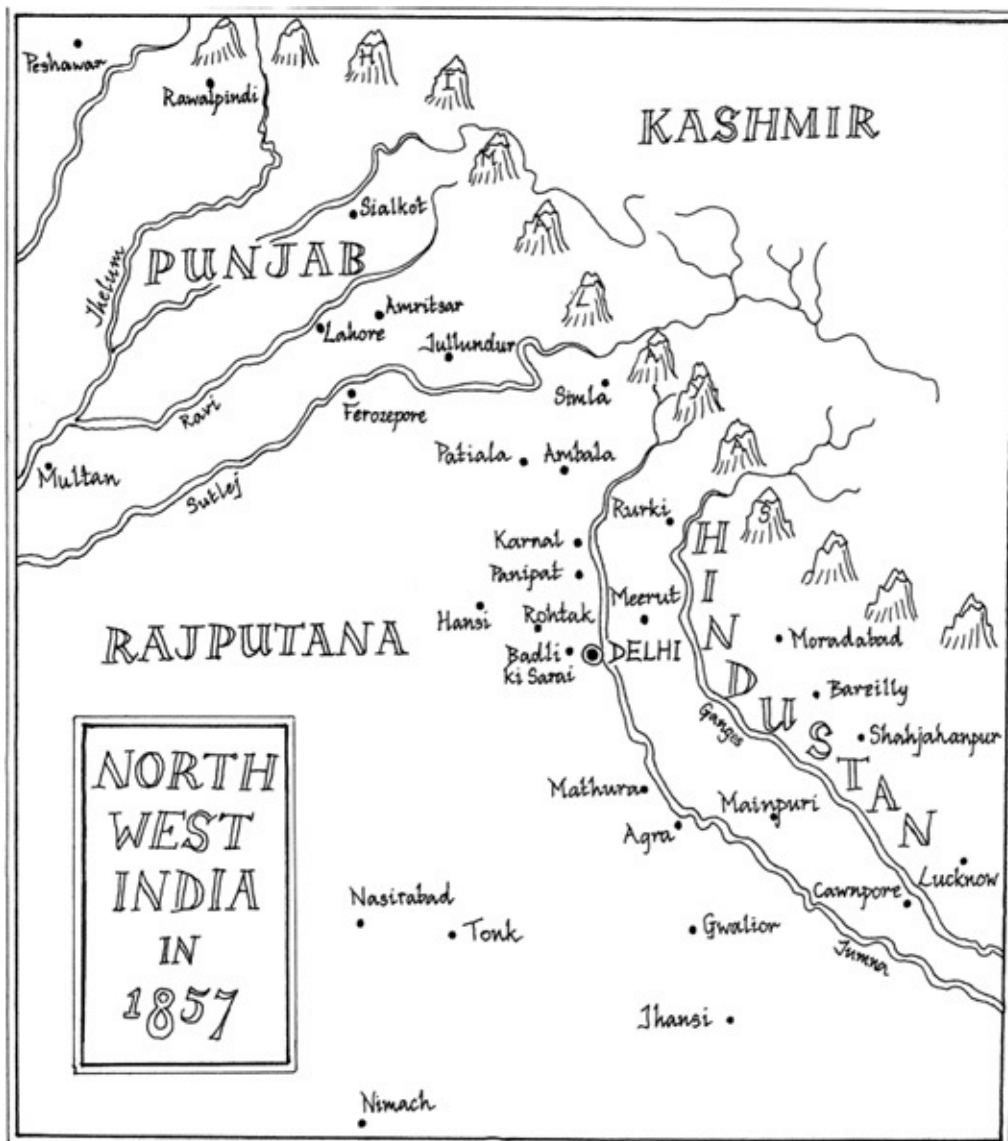 Peshawar
Rawalpindi
H
I
M
A
L
A
Y
A
S
KASHMIR
Sialkot
PUNJAB
Jhelum
Amritsar
Lahore
Jullundur
Ravi
Ferozepore
Simla
Multan
Sutlej
Patiala
Ambala
Rurki
Karnal
Panipat
Meerut
Hansi
Rohtak
HINDUSTAN
RAJPUTANA
Badli
ki Sarai
DELHI
Moradabad
Bareilly
Ganges
Shahjahanpur
NORTH
WEST
INDIA
IN
1857
Mathura
Mainpuri
Agra
Lucknow
Cawnpore
Nasirabad
Tonk
Gwalior
Jumna
Jhansi
Nimach